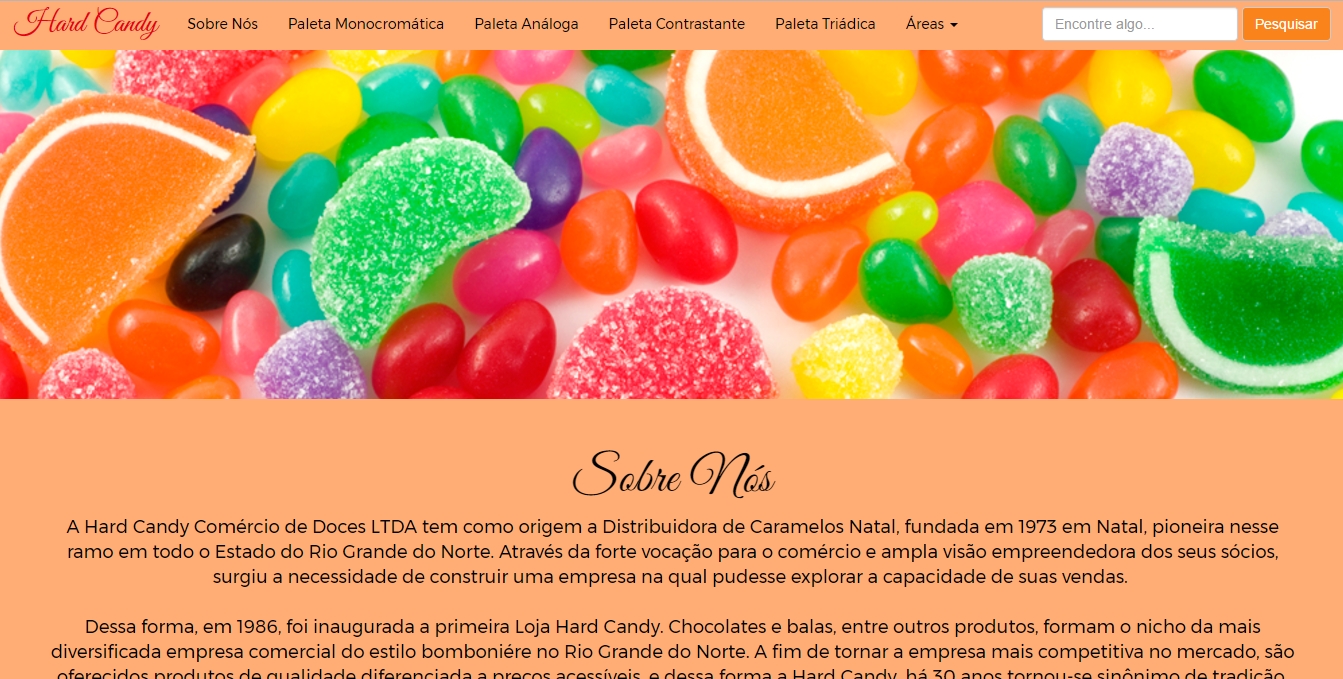 Hard Candy
Sobre Nós
Paleta Monocromática
Paleta Análoga
Paleta Contrastante
Paleta Triádica
Áreas
Encontre algo...
Pesquisar
Sobre Nós
A Hard Candy Comércio de Doces LTDA tem como origem a Distribuidora de Caramelos Natal, fundada em 1973 em Natal, pioneira nesse
ramo em todo o Estado do Rio Grande do Norte. Através da forte vocação para o comércio e ampla visão empreendedora dos seus sócios,
surgiu a necessidade de construir uma empresa na qual pudesse explorar a capacidade de suas vendas.
Dessa forma, em 1986, foi inaugurada a primeira Loja Hard Candy. Chocolates e balas, entre outros produtos, formam o nicho da mais
diversificada empresa comercial do estilo bomboniére no Rio Grande do Norte. A fim de tornar a empresa mais competitiva no mercado, são
oferecidos produtos de qualidade diferenciada a preços acessíveis, e dessa forma a Hard Candy, há 30 anos tornou-se sinônimo de tradição